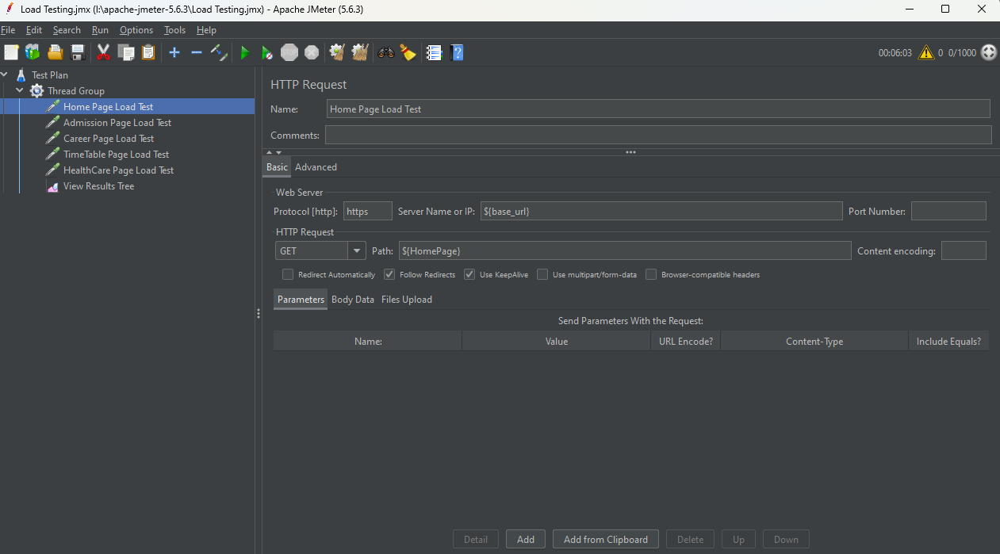 Load Testing.jmx (I:\apache-jmeter-5.6.3\Load Testing.jmx) - Apache JMeter (5.6.3)
File Edit Search Run Options Tools Help
00:06:03 0 0/1000
Test Plan
Thread Group
Home Page Load Test
Admission Page Load Test
Career Page Load Test
TimeTable Page Load Test
HealthCare Page Load Test
View Results Tree
HTTP Request
Name: Home Page Load Test
Comments:
Basic Advanced
Web Server
Protocol [http]: https Server Name or IP: ${base_url} Port Number:
HTTP Request
GET Path: ${HomePage} Content encoding:
Redirect Automatically Follow Redirects Use KeepAlive Use multipart/form-data Browser-compatible headers
Parameters Body Data Files Upload
Send Parameters With the Request:
Name: Value URL Encode? Content-Type Include Equals?
Detail Add Add from Clipboard Delete Up Down